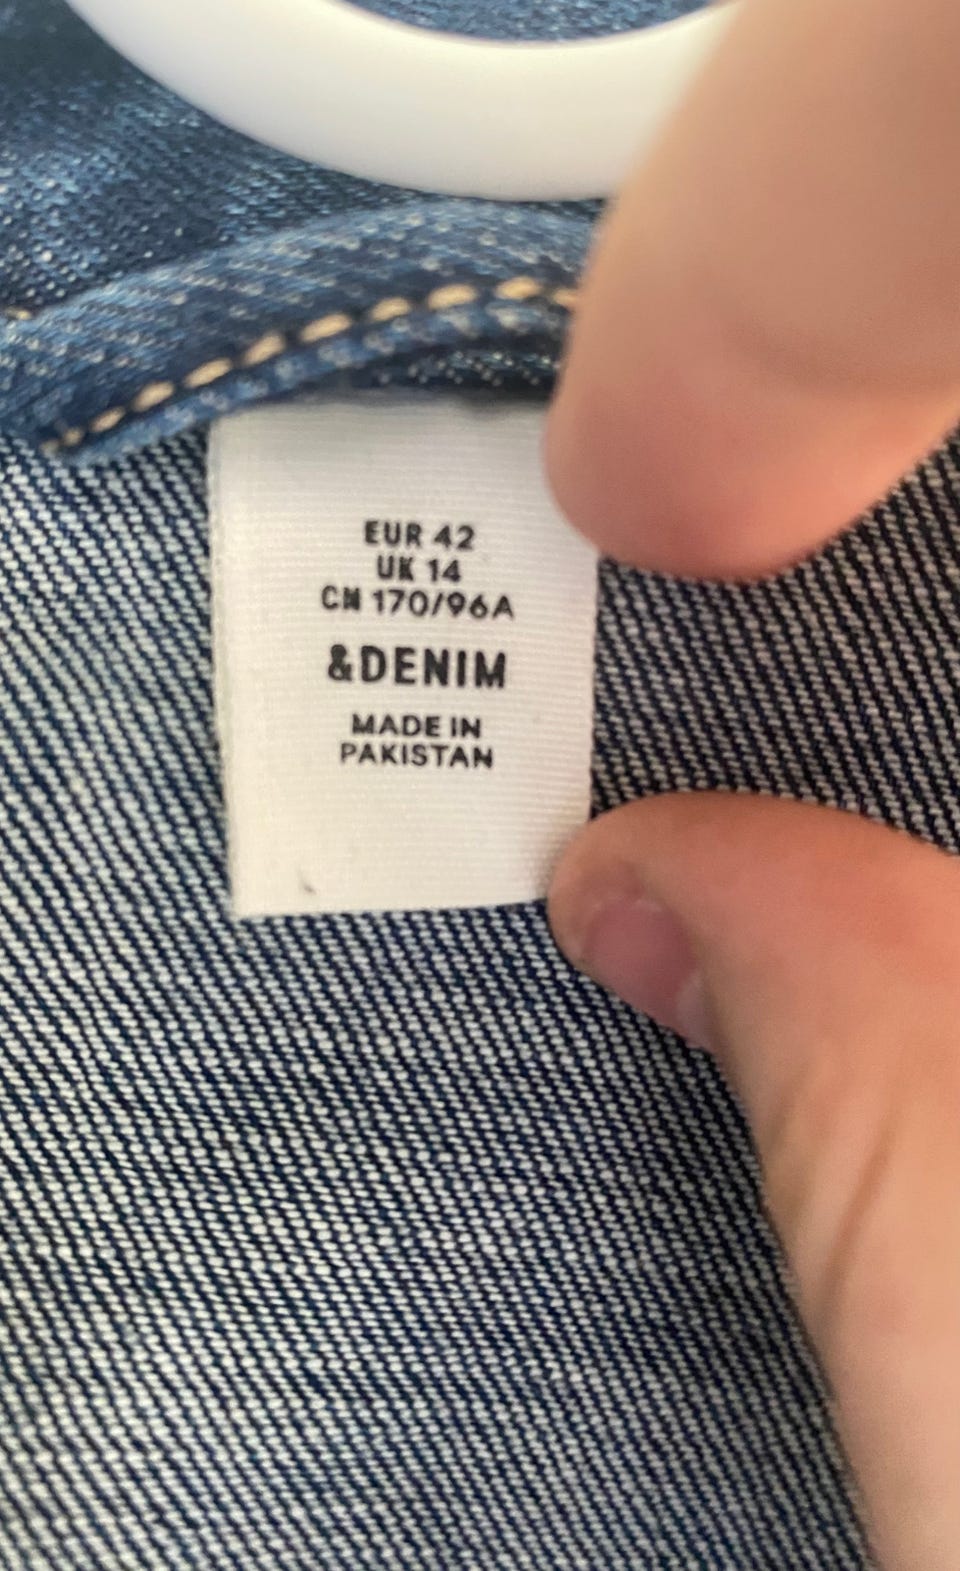 EUR 42
UK 14
CN 170/96A
&DENIM
MADE IN
PAKISTAN